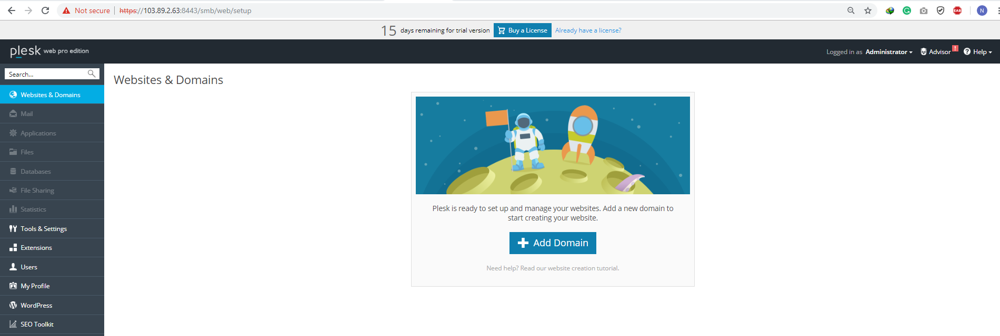 Not secure https://103.89.2.63:8443/smb/web/setup
EAB
N
15 days remaining for trial version Buy a License Already have a license?
plesk web pro edition
Logged in as Administrator Advisor ! ? Help
Search...
Websites & Domains
Websites & Domains
Mail
Applications
Files
Databases
File Sharing
Statistics
Tools & Settings
Extensions
Users
My Profile
WordPress
SEO Toolkit
Plesk is ready to set up and manage your websites. Add a new domain to
start creating your website.
Add Domain
Need help? Read our website creation tutorial.